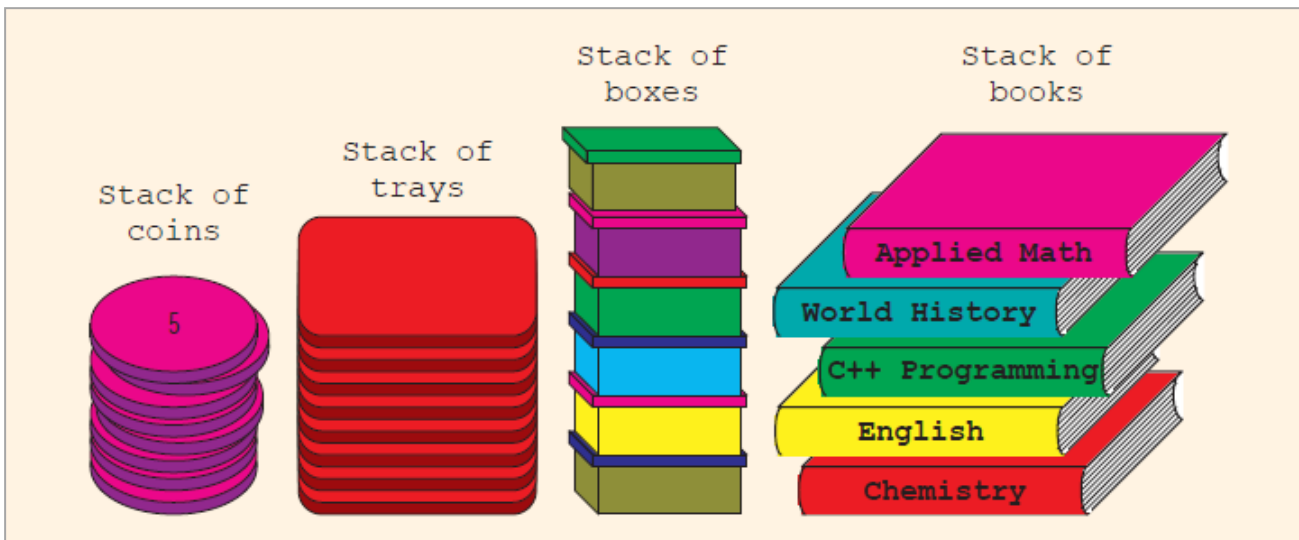 Stack of
coins
5
Stack of
trays
Stack of
boxes
Stack of
books
Applied Math
World History
C++ Programming
English
Chemistry